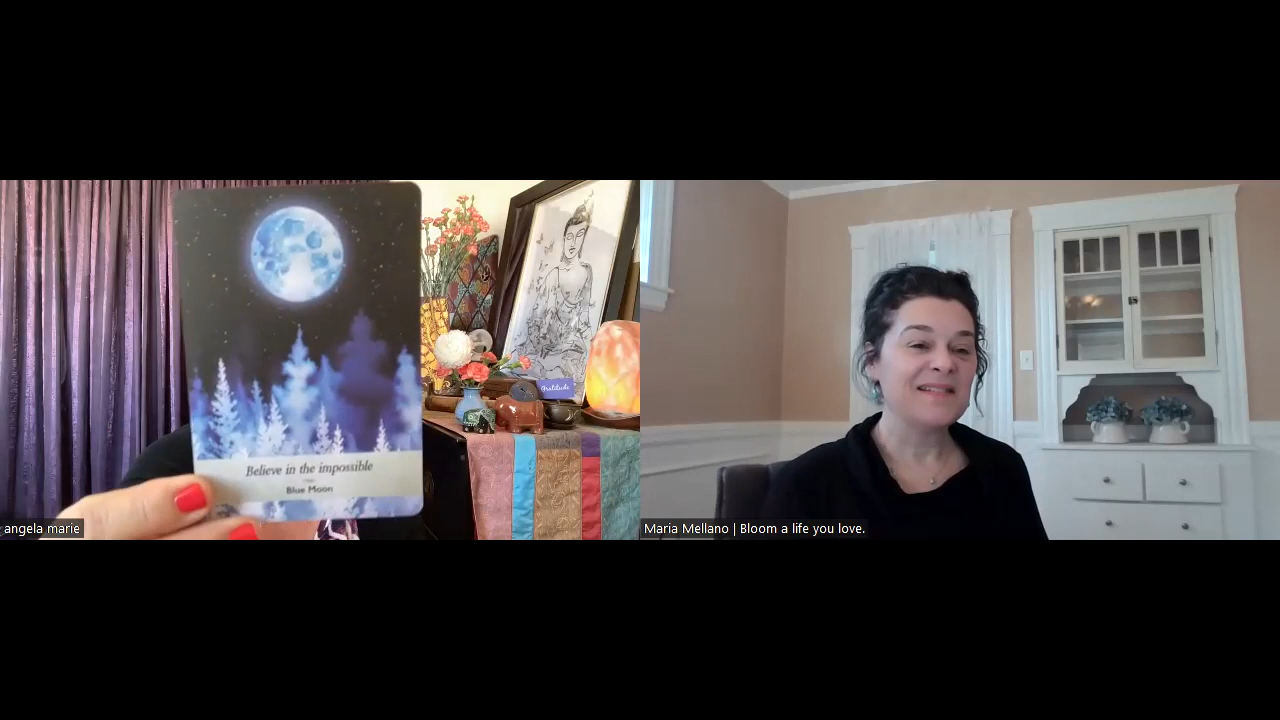 Believe in the impossible
Blue Moon
Gratitude
angela marie
Maria Mellano | Bloom a life you love.